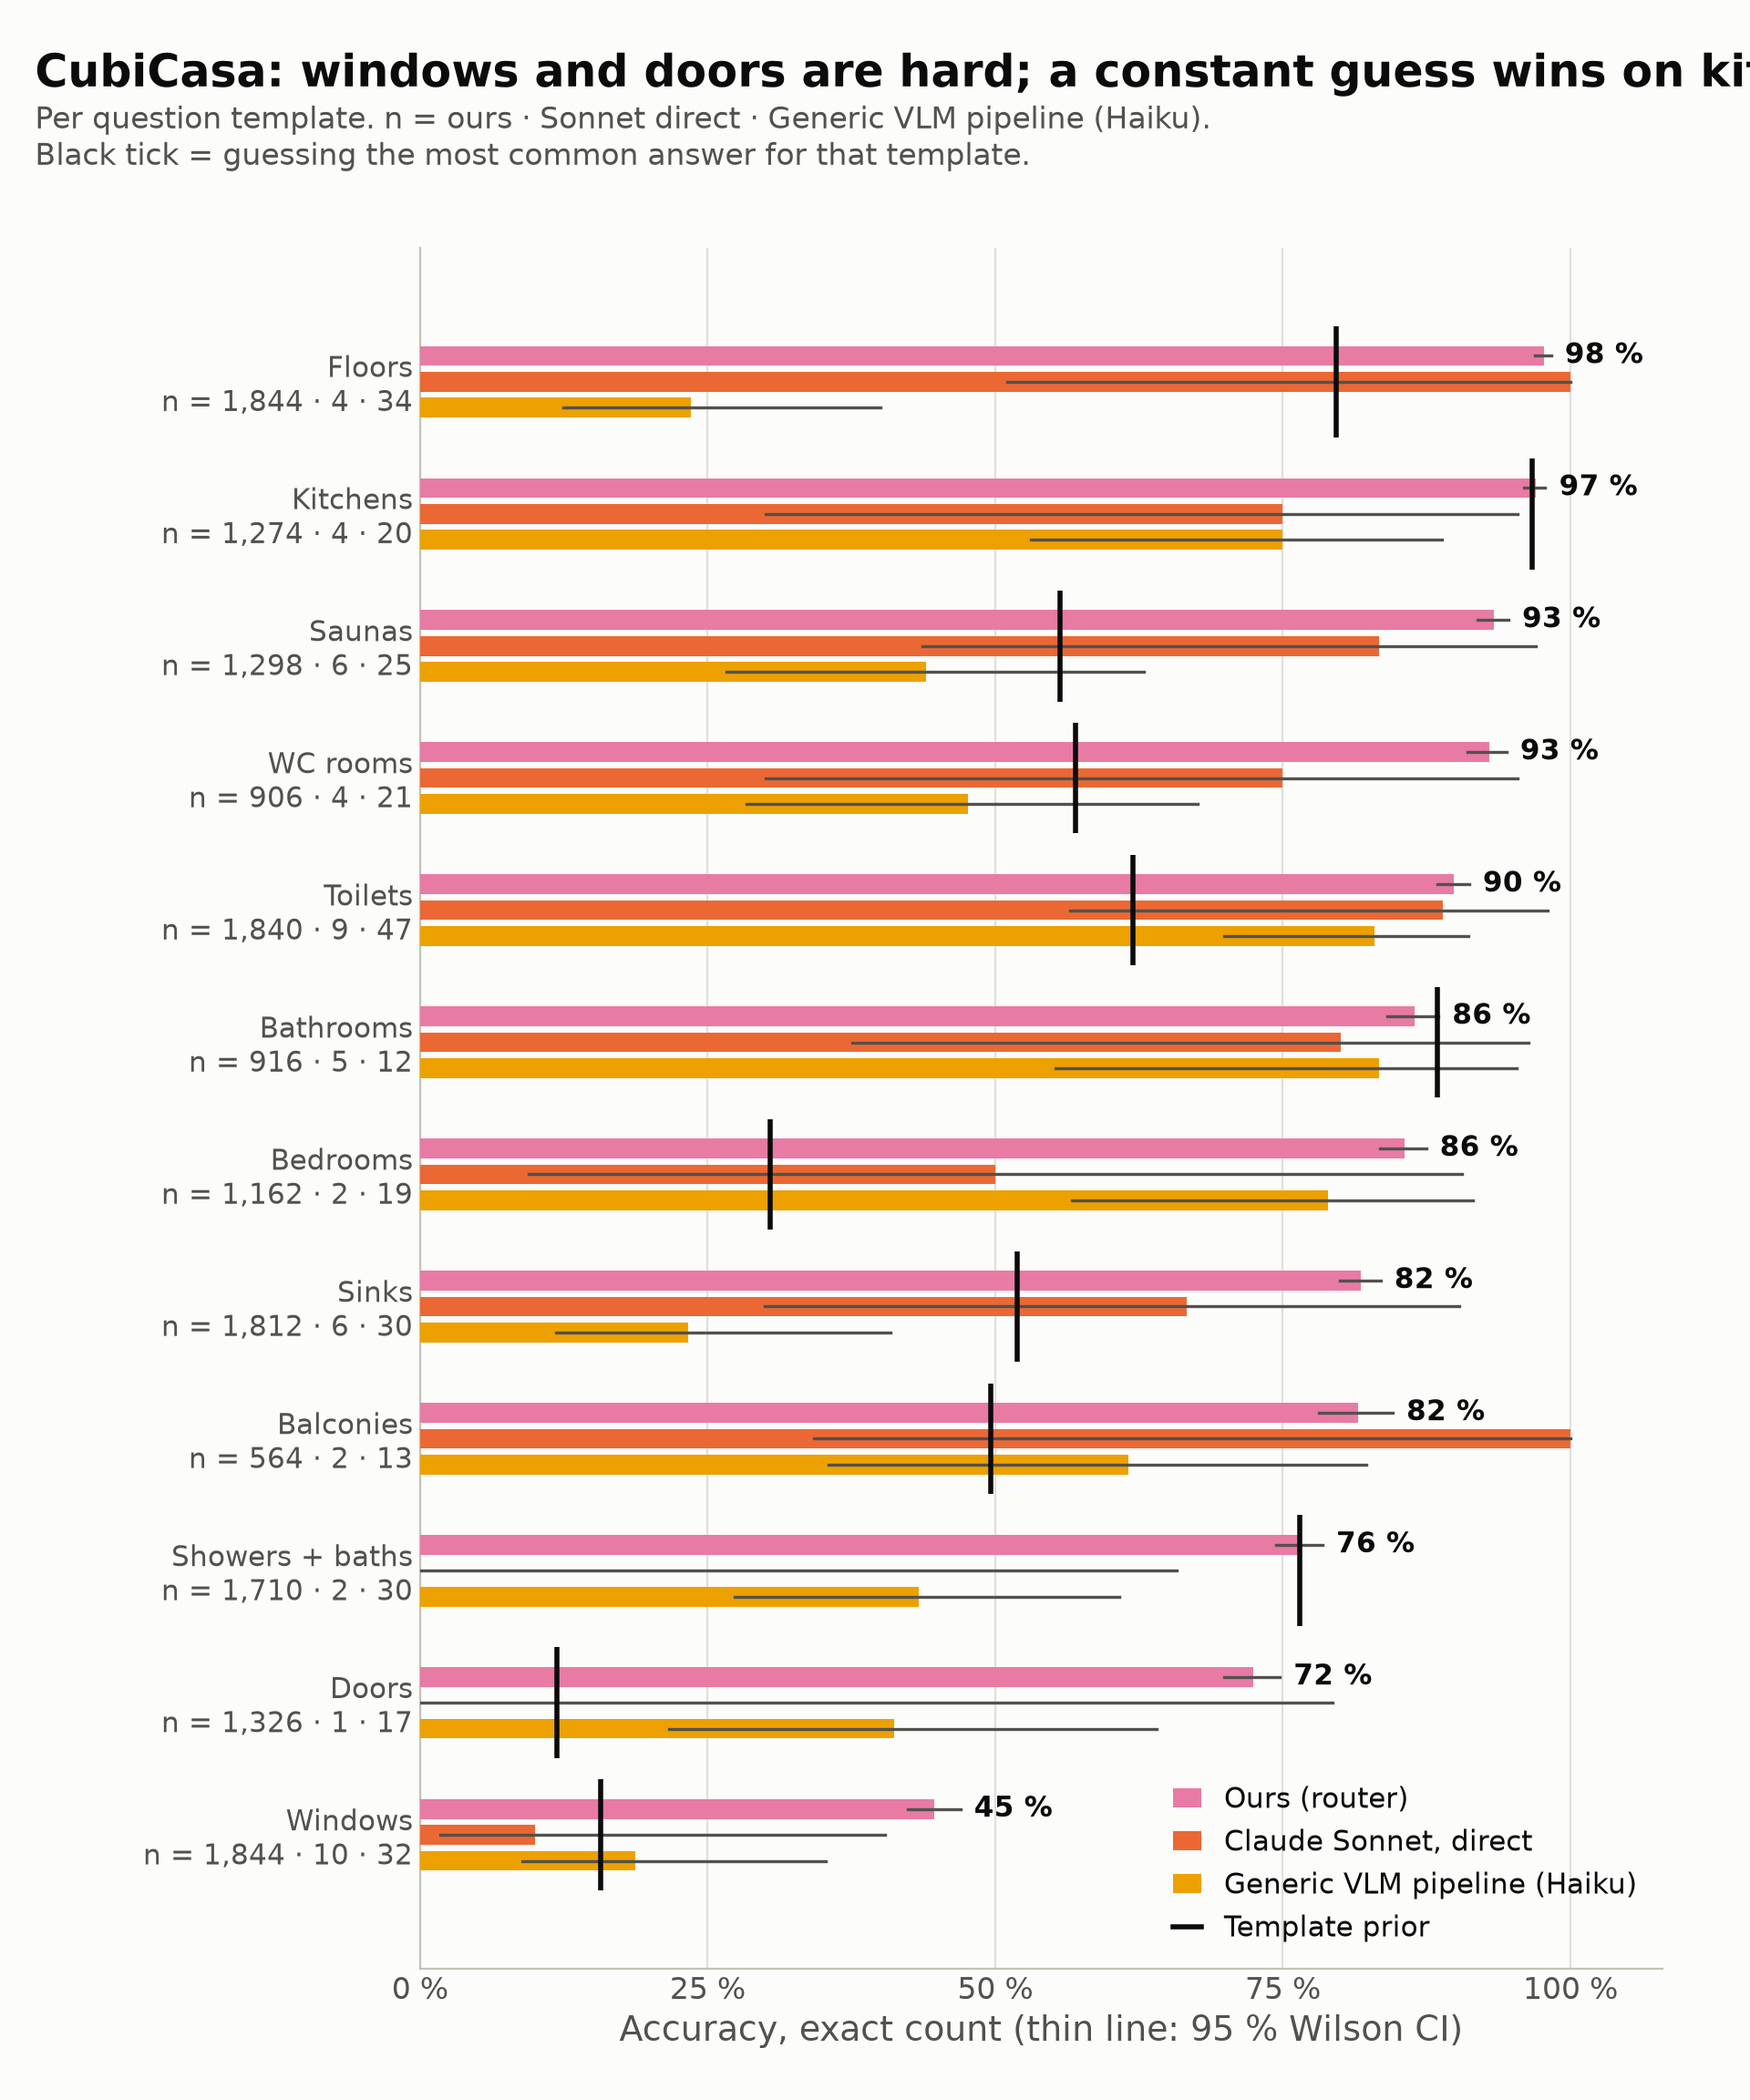 CubiCasa: windows and doors are hard; a constant guess wins on
Per question template. n = ours · Sonnet direct · Generic VLM pipeline (Haiku).
Black tick = guessing the most common answer for that template.
Floors
n = 1,844 · 4 · 34
98 %
Kitchens
n = 1,274 · 4 · 20
97 %
Saunas
n = 1,298 · 6 · 25
93 %
WC rooms
n = 906 · 4 · 21
93 %
Toilets
n = 1,840 · 9 · 47
90 %
Bathrooms
n = 916 · 5 · 12
86 %
Bedrooms
n = 1,162 · 2 · 19
86 %
Sinks
n = 1,812 · 6 · 30
82 %
Balconies
n = 564 · 2 · 13
82 %
Showers + baths
n = 1,710 · 2 · 30
76 %
Doors
n = 1,326 · 1 · 17
72 %
Windows
n = 1,844 · 10 · 32
45 %
Ours (router)
Claude Sonnet, direct
Generic VLM pipeline (Haiku)
Template prior
0 % 25 % 50 % 75 % 100 %
Accuracy, exact count (thin line: 95 % Wilson CI)